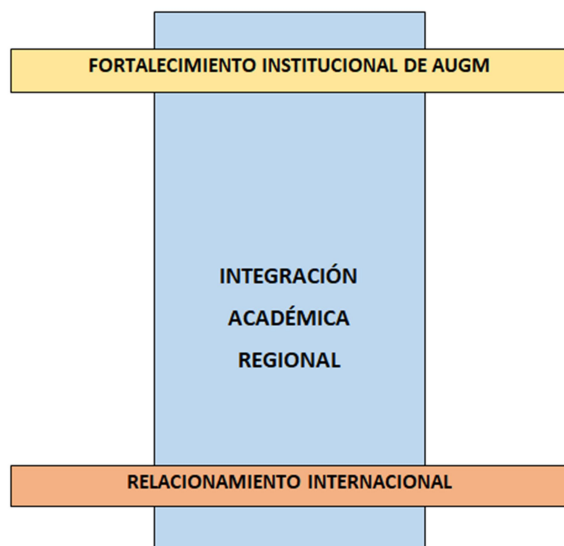 FORTALECIMIENTO INSTITUCIONAL DE AUGM
INTEGRACIÓN
ACADÉMICA
REGIONAL
RELACIONAMIENTO INTERNACIONAL